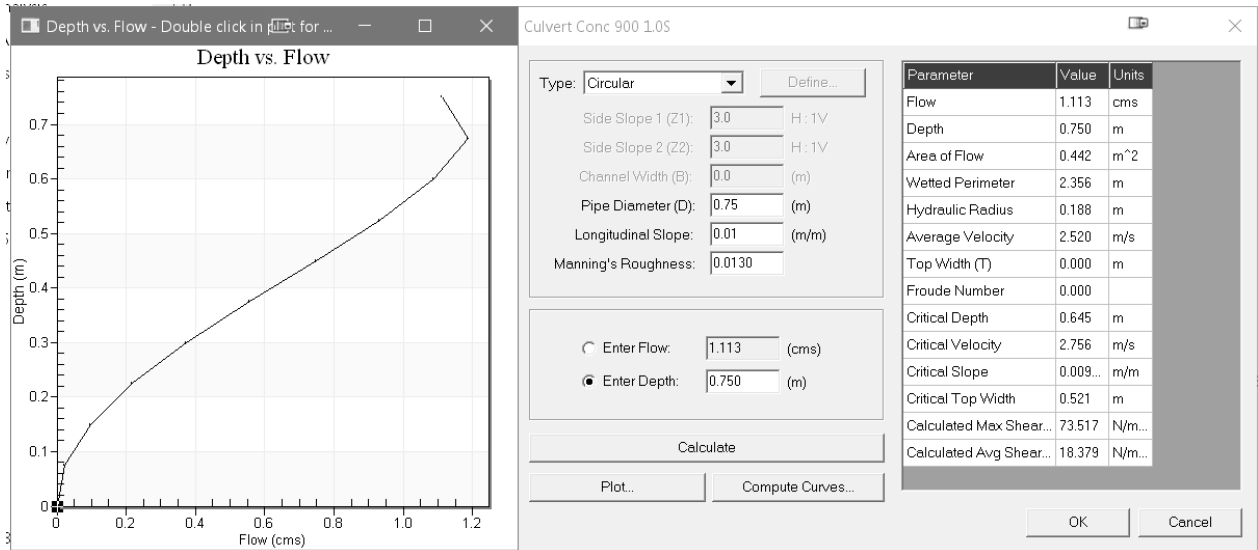 Depth vs. Flow - Double click in plot for ...
Depth vs. Flow
Depth (m)
0.7
0.6
0.5
0.4
0.3
0.2
0.1
0
0 0.2 0.4 0.6 0.8 1.0 1.2
Flow (cms)
Culvert Conc 900 1.0S
Type: Circular Define...
Side Slope 1 (Z1): 3.0 H : 1V
Side Slope 2 (Z2): 3.0 H : 1V
Channel Width (B): 0.0 (m)
Pipe Diameter (D): 0.75 (m)
Longitudinal Slope: 0.01 (m/m)
Manning's Roughness: 0.0130
Enter Flow: 1.113 (cms)
Enter Depth: 0.750 (m)
Calculate
Plot... Compute Curves...
Parameter Value Units
Flow 1.113 cms
Depth 0.750 m
Area of Flow 0.442 m^2
Wetted Perimeter 2.356 m
Hydraulic Radius 0.188 m
Average Velocity 2.520 m/s
Top Width (T) 0.000 m
Froude Number 0.000
Critical Depth 0.645 m
Critical Velocity 2.756 m/s
Critical Slope 0.009... m/m
Critical Top Width 0.521 m
Calculated Max Shear... 73.517 N/m...
Calculated Avg Shear... 18.379 N/m...
OK Cancel